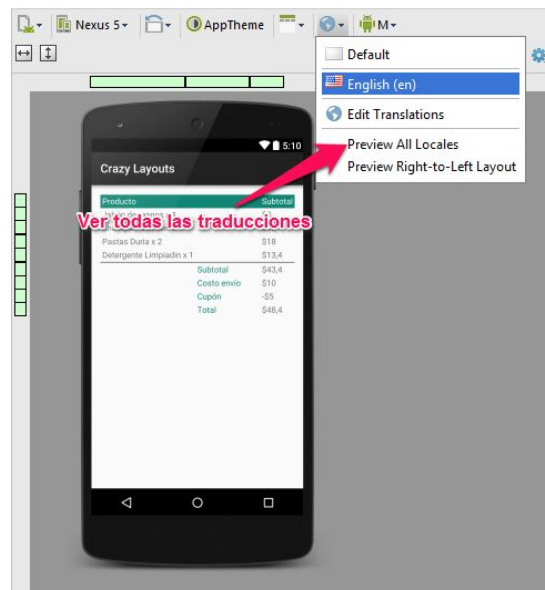 Nexus 5
AppTheme
M
Default
English (en)
Edit Translations
Preview All Locales
Preview Right-to-Left Layout
5:10
Crazy Layouts
Producto Subtotal
Ver todas las traducciones
Pastas Duria x 2 $18
Detergente Limpiadin x 1 $13,4
Subtotal $43,4
Costo envío $10
Cupón -$5
Total $48,4